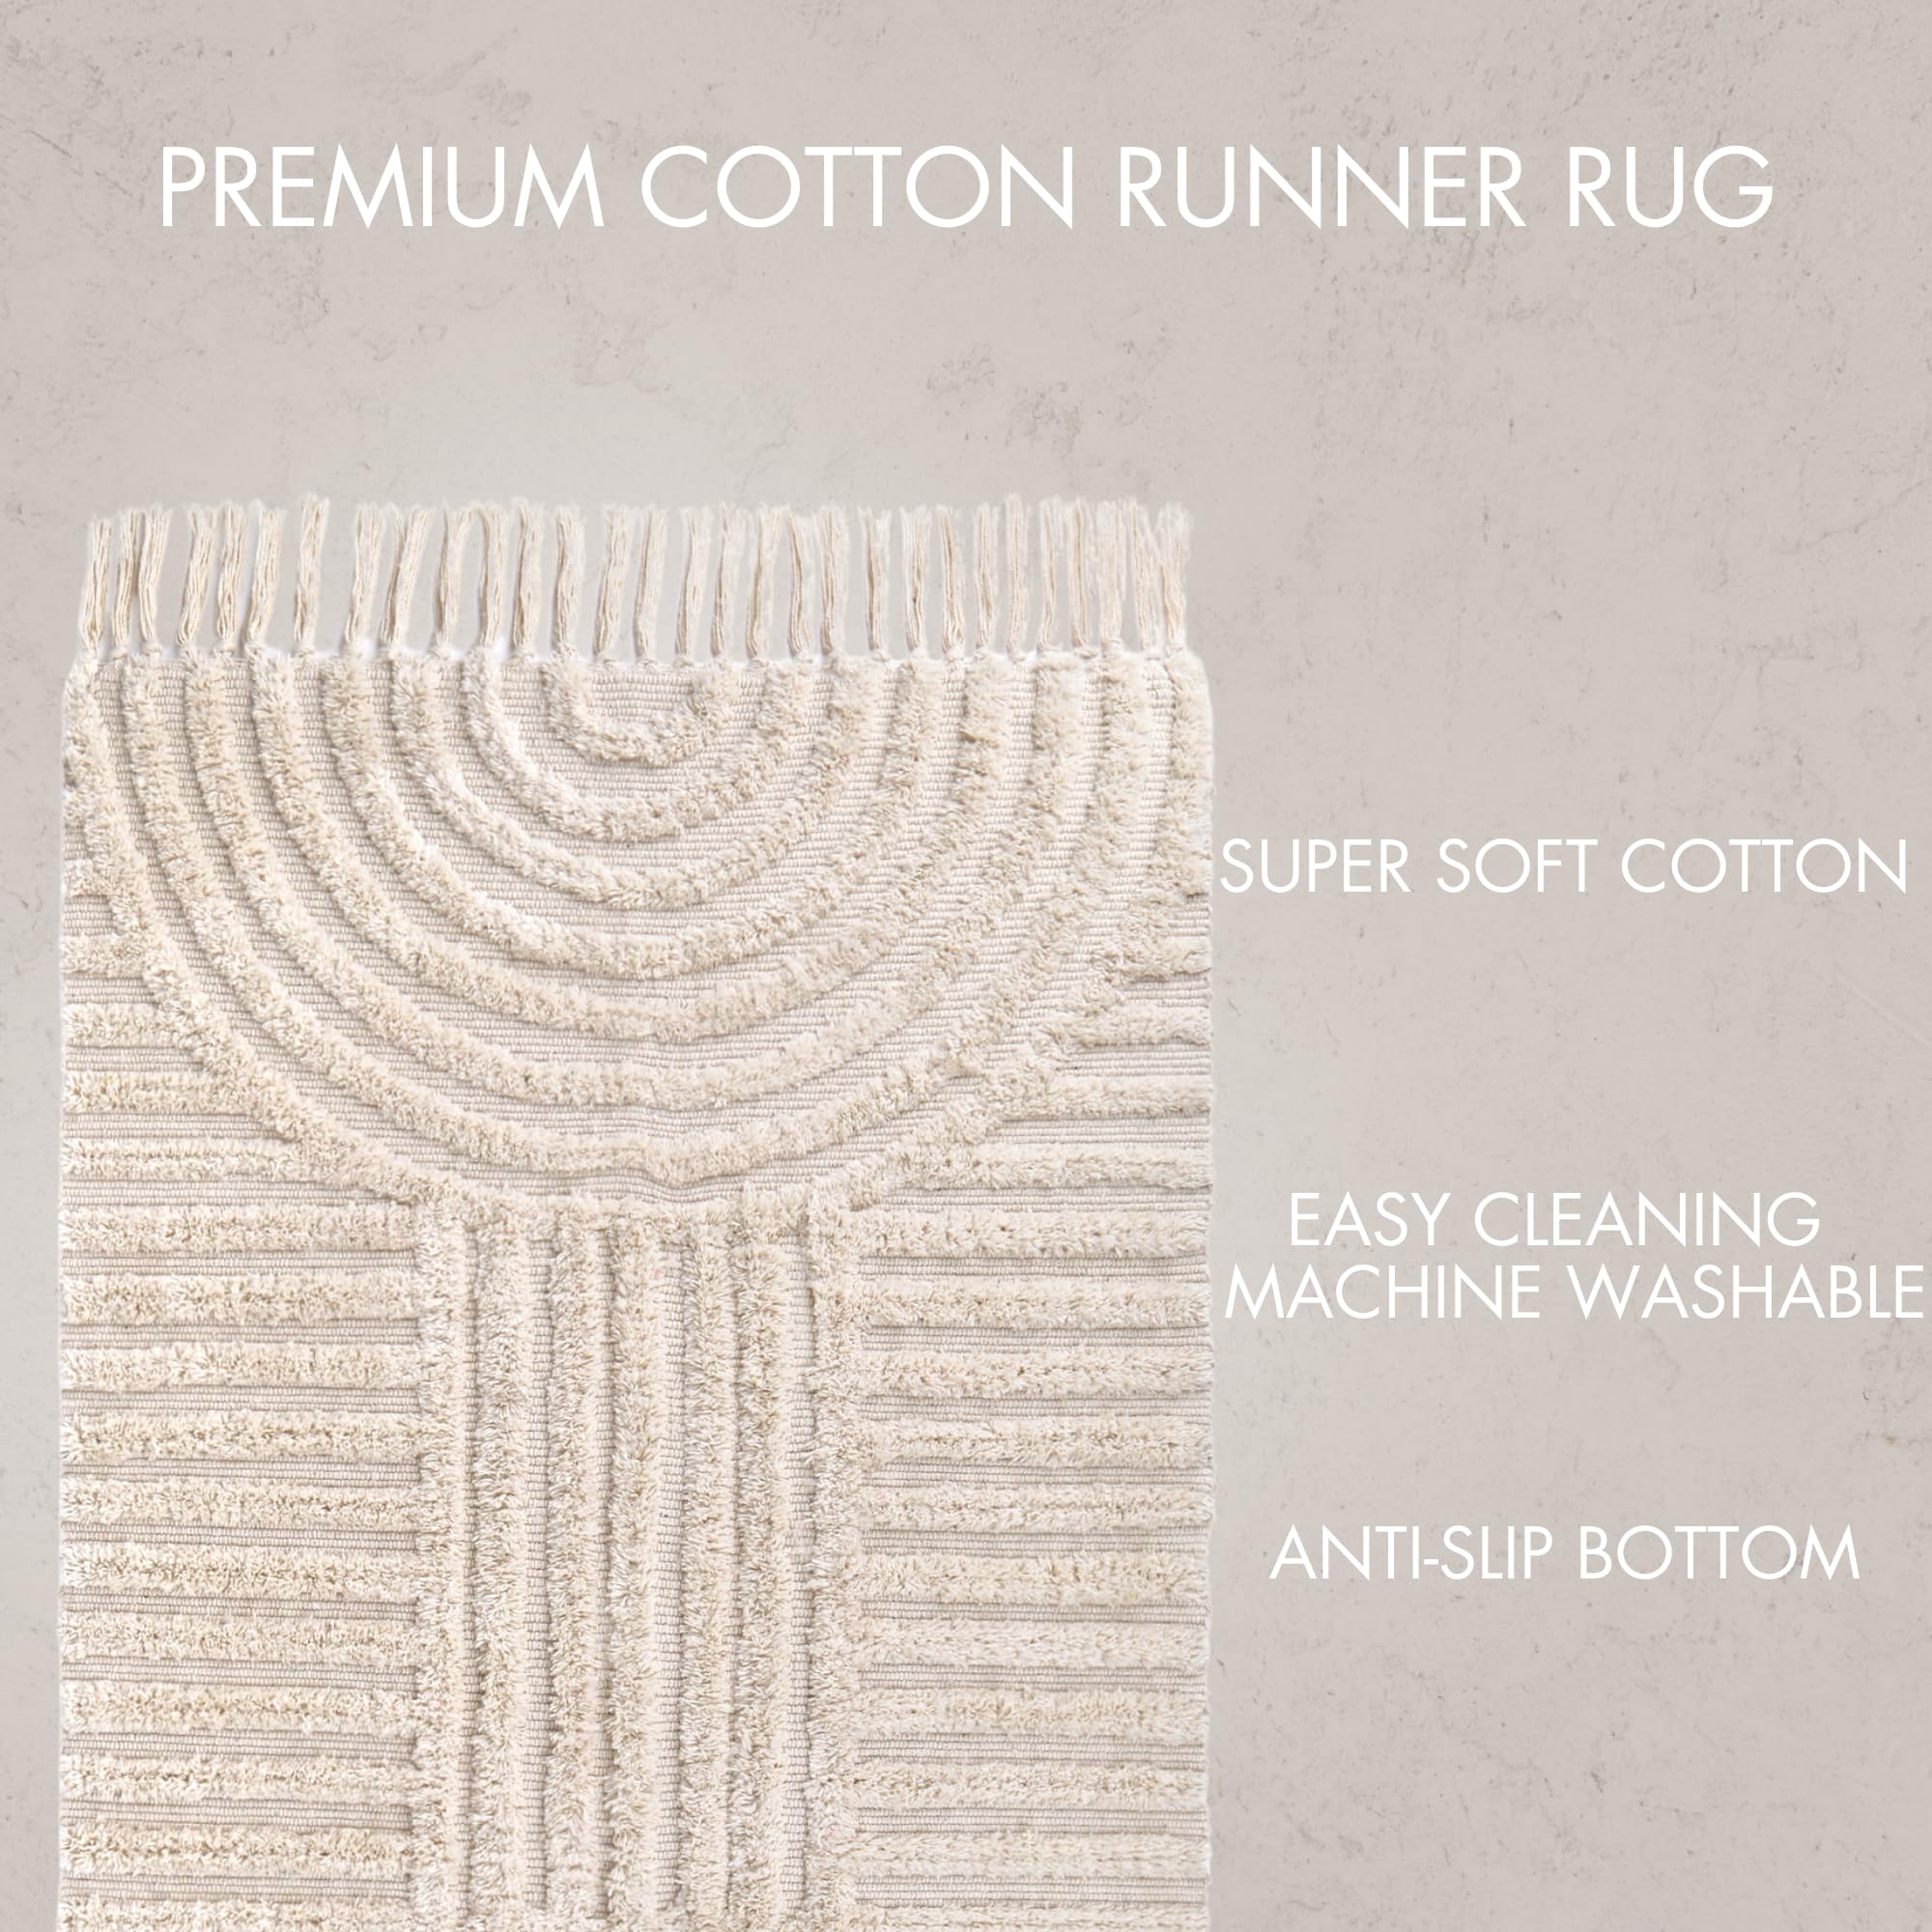 PREMIUM COTTON RUNNER RUG
SUPER SOFT COTTON
EASY CLEANING
MACHINE WASHABLE
ANTI-SLIP BOTTOM